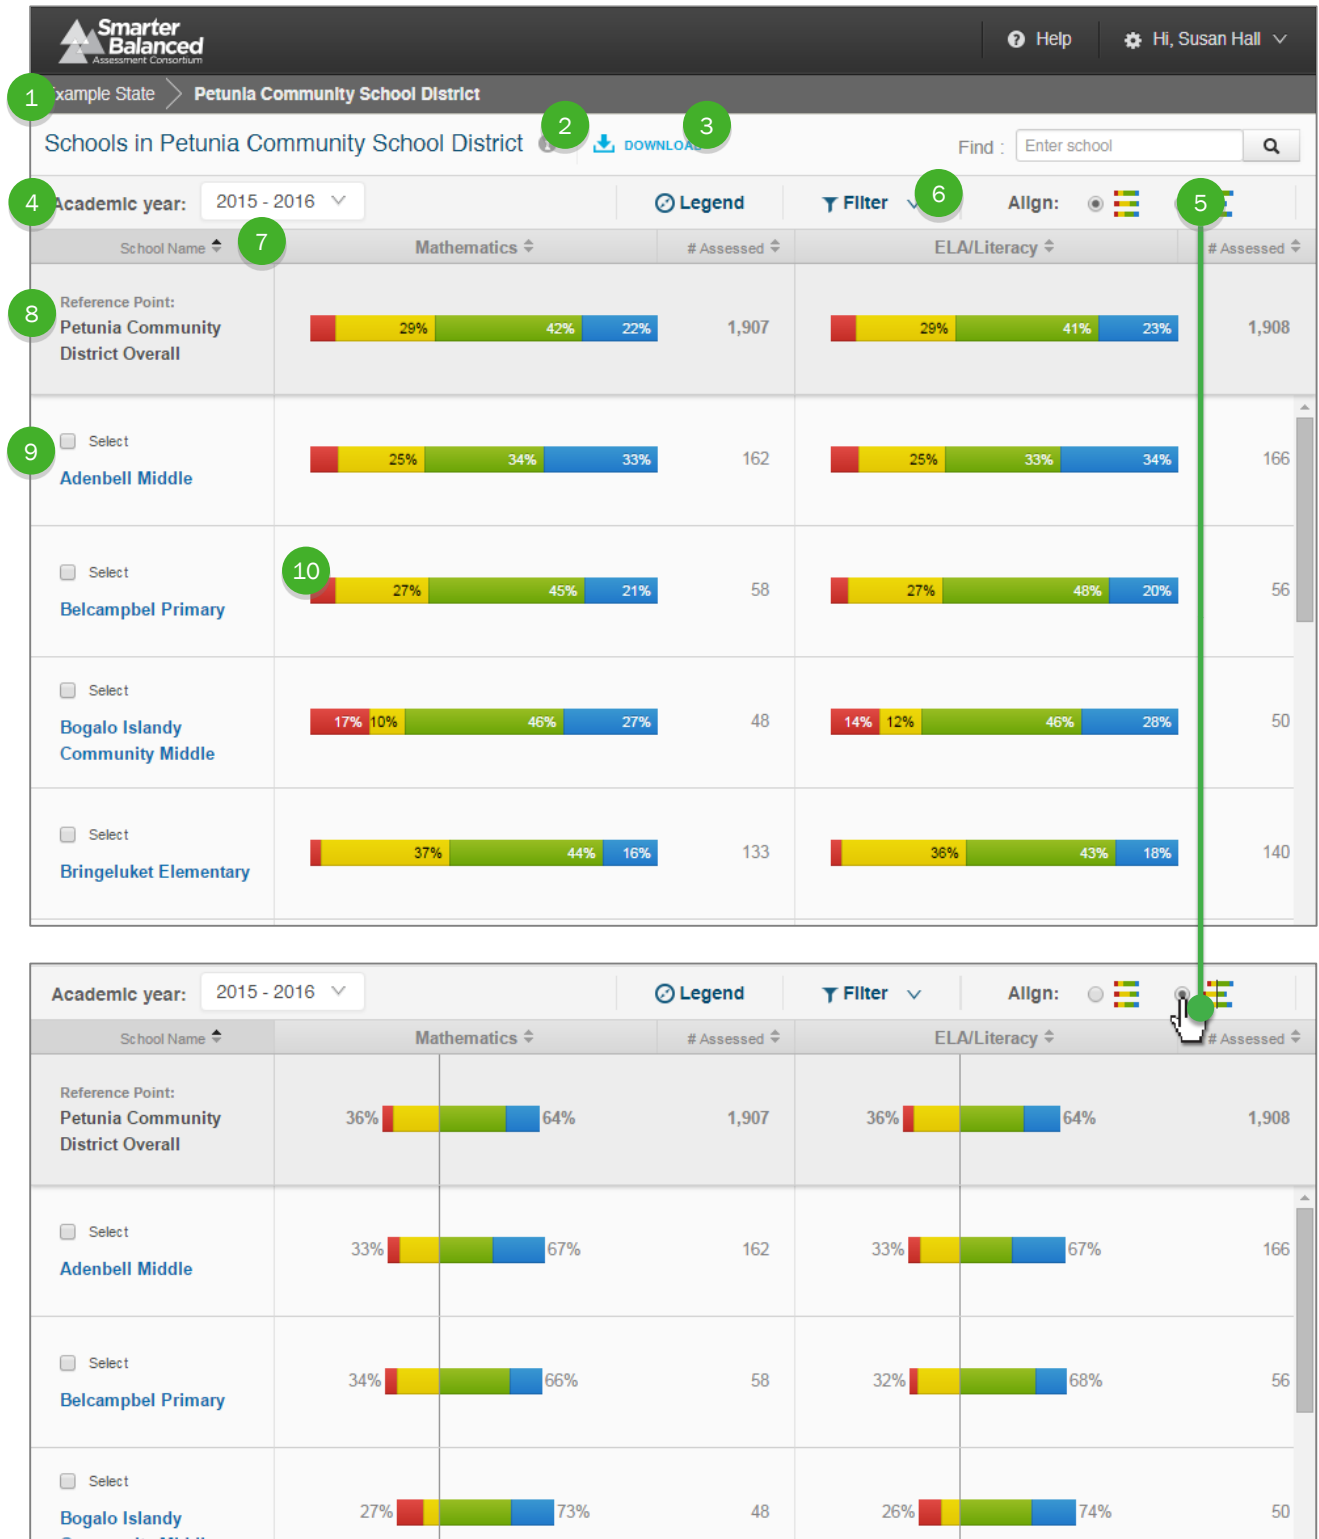 Smarter
Balanced
Assessment Consortium
Help
Hi, Susan Hall
1
xample State
Petunia Community School District
Schools in Petunia Community School District
2
DOWNLOA
3
Find :
Enter school
4
Academic year:
2015 - 2016
Legend
Filter
6
Align:
5
School Name
7
Mathematics
# Assessed
ELA/Literacy
# Assessed
8
Reference Point:
Petunia Community
District Overall
29% 42% 22%
1,907
29% 41% 23%
1,908
9
Select
Adenbell Middle
25% 34% 33%
162
25% 33% 34%
166
Select
Belcampbel Primary
10
27% 45% 21%
58
27% 48% 20%
56
Select
Bogalo Islandy
Community Middle
17% 10% 46% 27%
48
14% 12% 46% 28%
50
Select
Bringeluket Elementary
37% 44% 16%
133
36% 43% 18%
140
Academic year:
2015 - 2016
Legend
Filter
Align:
School Name
Mathematics
# Assessed
ELA/Literacy
# Assessed
Reference Point:
Petunia Community
District Overall
36% 64%
1,907
36% 64%
1,908
Select
Adenbell Middle
33% 67%
162
33% 67%
166
Select
Belcampbel Primary
34% 66%
58
32% 68%
56
Select
Bogalo Islandy
27% 73%
48
26% 74%
50